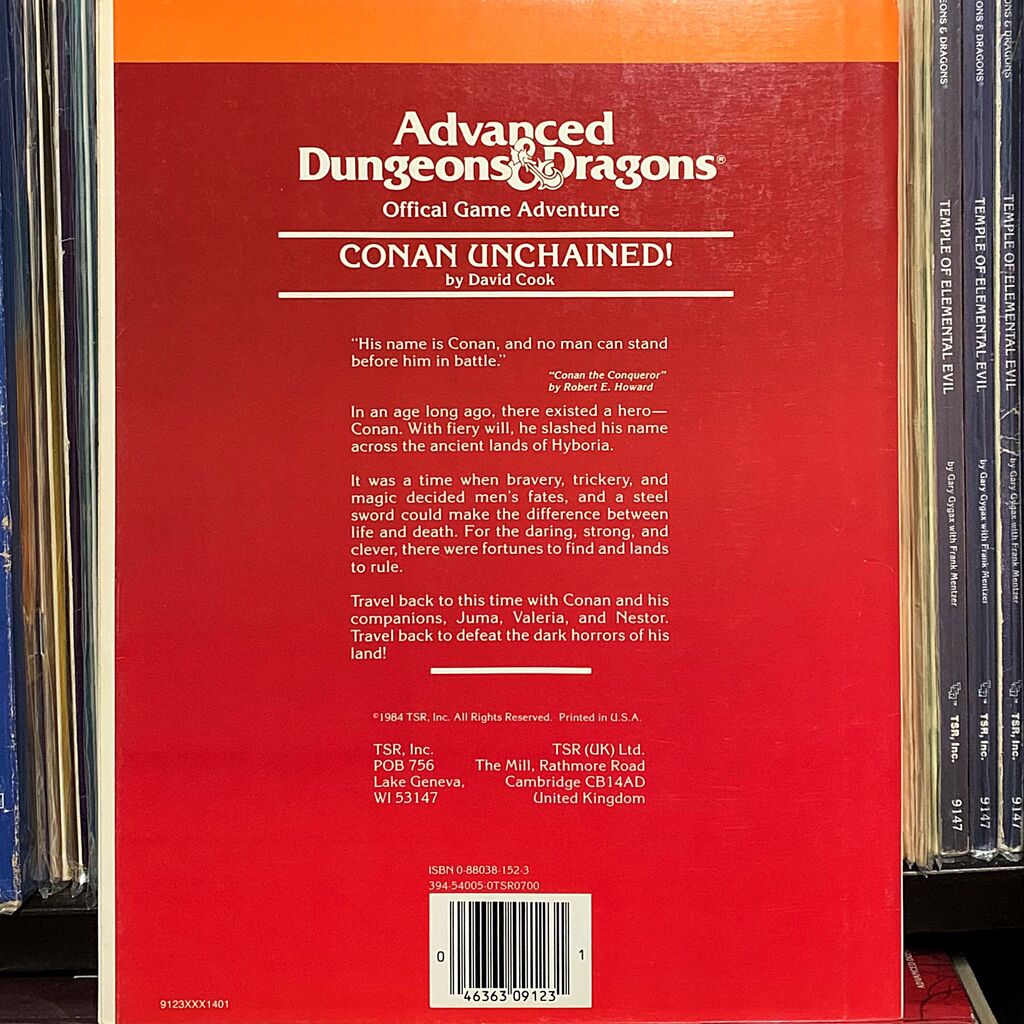 Advanced
Dungeons & Dragons®
Offical Game Adventure
CONAN UNCHAINED!
by David Cook
“His name is Conan, and no man can stand
before him in battle.”
“Conan the Conqueror”
by Robert E. Howard
In an age long ago, there existed a hero—
Conan. With fiery will, he slashed his name
across the ancient lands of Hyboria.
It was a time when bravery, trickery, and
magic decided men's fates, and a steel
sword could make the difference between
life and death. For the daring, strong, and
clever, there were fortunes to find and lands
to rule.
Travel back to this time with Conan and his
companions, Juma, Valeria, and Nestor.
Travel back to defeat the dark horrors of his
land!
©1984 TSR, Inc. All Rights Reserved. Printed in U.S.A.
TSR, Inc.
POB 756
Lake Geneva,
WI 53147
TSR (UK) Ltd.
The Mill, Rathmore Road
Cambridge CB14AD
United Kingdom
ISBN 0-88038-152-3
394-54005-0TSR0700
0 46363 09123 1
9123XXX1401
DRAGONS®
TEMPLE OF ELEMENTAL EVIL
by Gary Gygax with Frank Mentzer
TSR, Inc.
9147
DRAGONS®
TEMPLE OF ELEMENTAL EVIL
by Gary Gygax with Frank Mentzer
TSR, Inc.
9147
TEMPLE OF ELEMENTAL EVIL
by Gary Gygax with Frank Mentzer
TSR, Inc.
9147